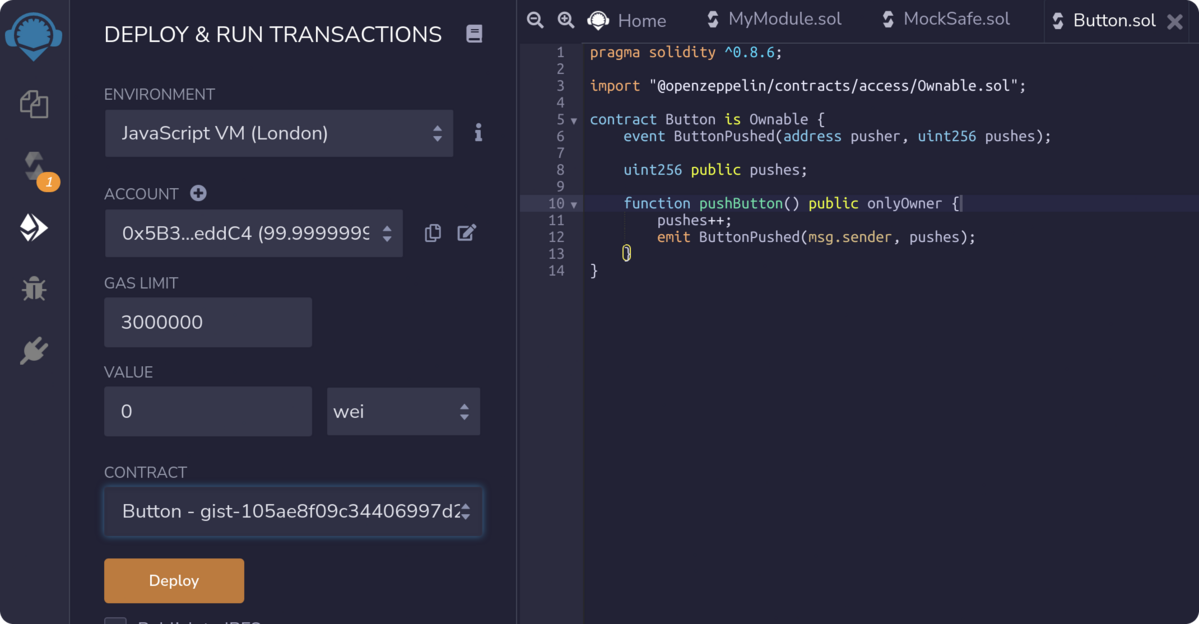 DEPLOY & RUN TRANSACTIONS
ENVIRONMENT
JavaScript VM (London)
ACCOUNT
0x5B3...eddC4 (99.9999999
GAS LIMIT
3000000
VALUE
0
wei
CONTRACT
Button - gist-105ae8f09c34406997d2
Deploy
1
Home
MyModule.sol
MockSafe.sol
Button.sol
1 pragma solidity ^0.8.6;
2
3 import "@openzeppelin/contracts/access/Ownable.sol";
4
5 contract Button is Ownable {
6 event ButtonPushed(address pusher, uint256 pushes);
7
8 uint256 public pushes;
9
10 function pushButton() public onlyOwner {
11 pushes++;
12 emit ButtonPushed(msg.sender, pushes);
13 }
14 }